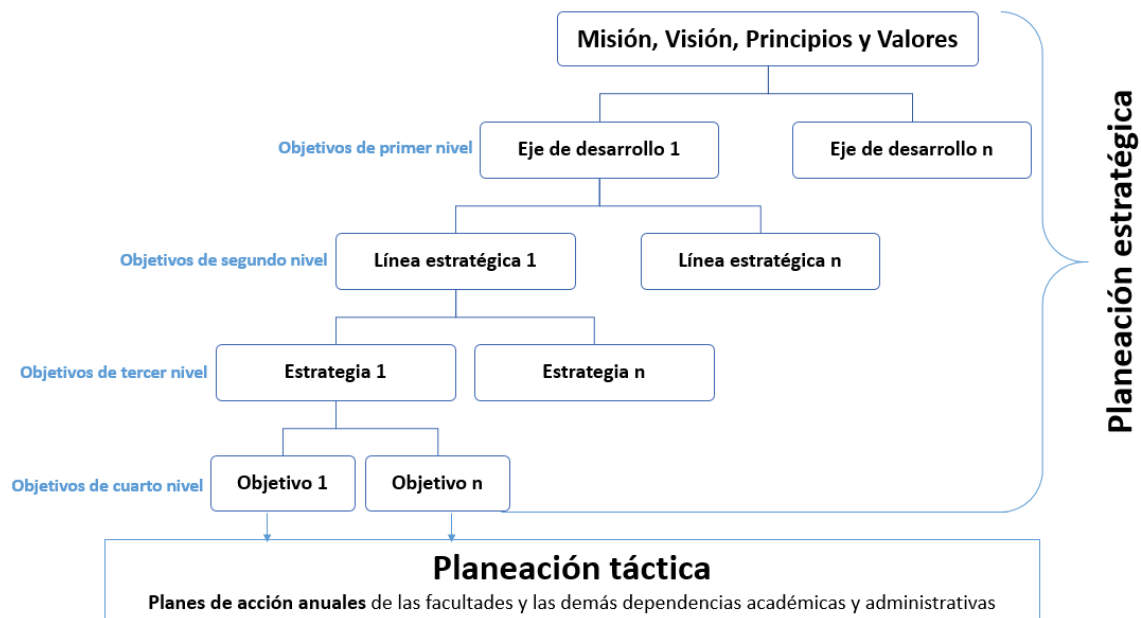 Misión, Visión, Principios y Valores
Objetivos de primer nivel
Eje de desarrollo 1
Eje de desarrollo n
Objetivos de segundo nivel
Línea estratégica 1
Línea estratégica n
Objetivos de tercer nivel
Estrategia 1
Estrategia n
Objetivos de cuarto nivel
Objetivo 1
Objetivo n
Planeación estratégica
Planeación táctica
Planes de acción anuales de las facultades y las demás dependencias académicas y administrativas